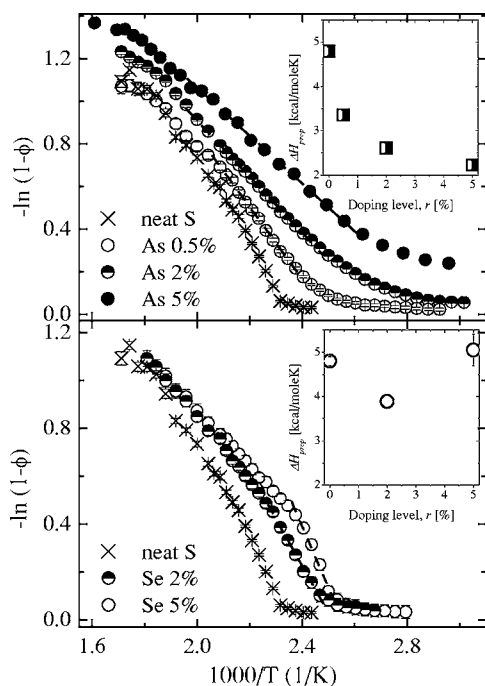 1.2
0.8
0.4
0.0
-ln (1-ϕ)
neat S
As 0.5%
As 2%
As 5%
5
4
3
2
ΔH_prop [kcal/moleK]
0 1 2 3 4 5
Doping level, r [%]
1.2
0.8
0.4
0.0
-ln (1-ϕ)
neat S
Se 2%
Se 5%
5
4
3
2
ΔH_prop [kcal/moleK]
0 1 2 3 4 5
Doping level, r [%]
1.6 2.0 2.4 2.8
1000/T (1/K)